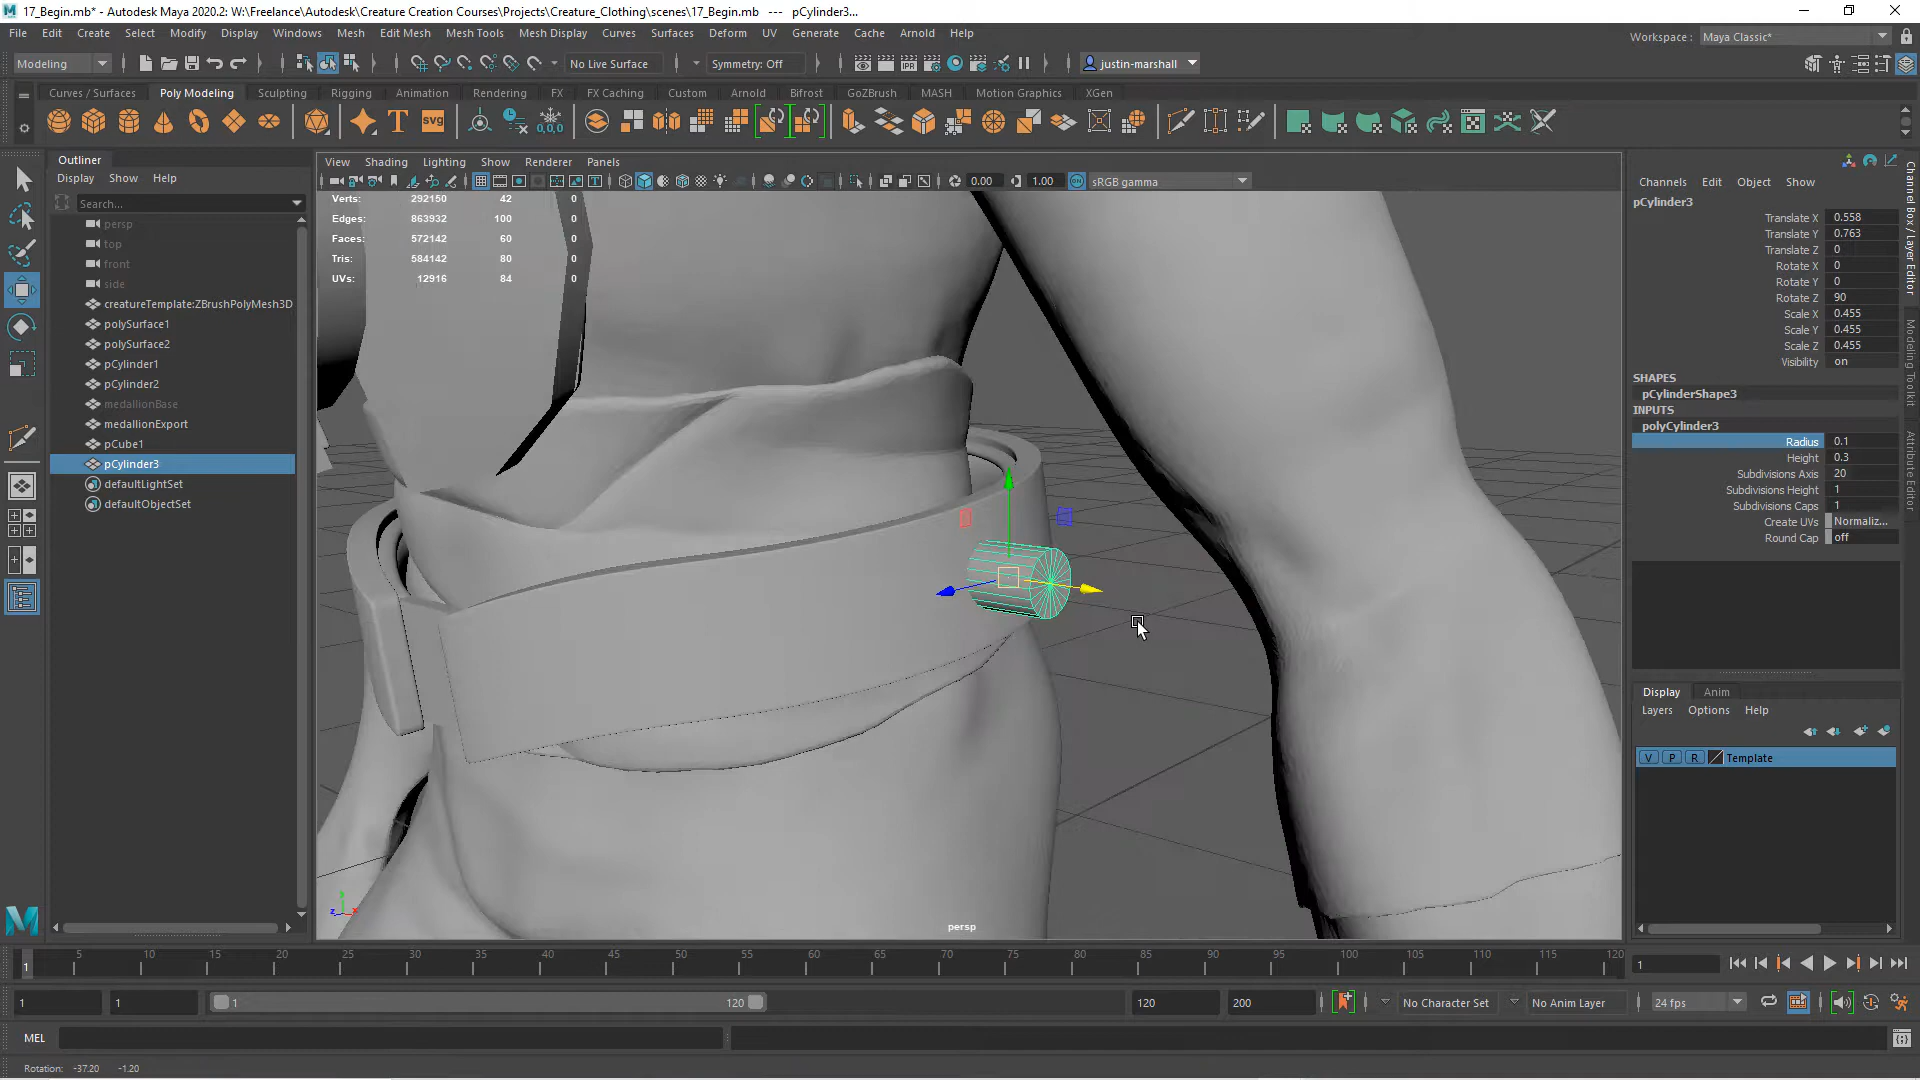 17_Begin.mb* - Autodesk Maya 2020.2: W:\Freelance\Autodesk\Creature Creation Courses\Projects\Creature_Clothing\scenes\17_Begin.mb --- pCylinder3...
File Edit Create Select Modify Display Windows Mesh Edit Mesh Mesh Tools Mesh Display Curves Surfaces Deform UV Generate Cache Arnold Help
Workspace : Maya Classic*
Modeling No Live Surface Symmetry: Off justin-marshall
Curves / Surfaces Poly Modeling Sculpting Rigging Animation Rendering FX FX Caching Custom Arnold Bifrost GoZBrush MASH Motion Graphics XGen
Outliner
Display Show Help
Search...
persp
top
front
side
creatureTemplate:ZBrushPolyMesh3D
polySurface1
polySurface2
pCylinder1
pCylinder2
medallionBase
medallionExport
pCube1
pCylinder3
defaultLightSet
defaultObjectSet
View Shading Lighting Show Renderer Panels
0.00 1.00 sRGB gamma
Verts: 292150 42 0
Edges: 863932 100 0
Faces: 572142 60 0
Tris: 584142 80 0
UVs: 12916 84 0
persp
Channels Edit Object Show
pCylinder3
Translate X 0.558
Translate Y 0.763
Translate Z 0
Rotate X 0
Rotate Y 0
Rotate Z 90
Scale X 0.455
Scale Y 0.455
Scale Z 0.455
Visibility on
SHAPES
pCylinderShape3
INPUTS
polyCylinder3
Radius 0.1
Height 0.3
Subdivisions Axis 20
Subdivisions Height 1
Subdivisions Caps 1
Create UVs Normaliz...
Round Cap off
Channel Box / Layer Editor
Modeling Toolkit
Attribute Editor
Display Anim
Layers Options Help
V P R Template
5 10 15 20 25 30 35 40 45 50 55 60 65 70 75 80 85 90 95 100 105 110 115 120
1
1
1 1 1 120 120 200 No Character Set No Anim Layer 24 fps
MEL
Rotation: -37.20 -1.20